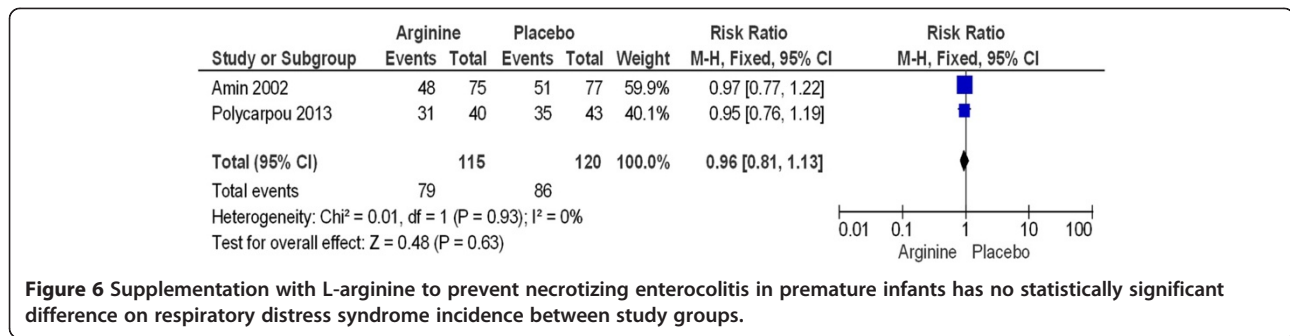 Arginine Placebo Risk Ratio Risk Ratio
Study or Subgroup Events Total Events Total Weight M-H, Fixed, 95% CI M-H, Fixed, 95% CI
Amin 2002 48 75 51 77 59.9% 0.97 [0.77, 1.22]
Polycarpou 2013 31 40 35 43 40.1% 0.95 [0.76, 1.19]
Total (95% CI) 115 120 100.0% 0.96 [0.81, 1.13]
Total events 79 86
Heterogeneity: Chi² = 0.01, df = 1 (P = 0.93); I² = 0%
Test for overall effect: Z = 0.48 (P = 0.63)
0.01 0.1 1 10 100
Arginine Placebo
Figure 6 Supplementation with L-arginine to prevent necrotizing enterocolitis in premature infants has no statistically significant
difference on respiratory distress syndrome incidence between study groups.